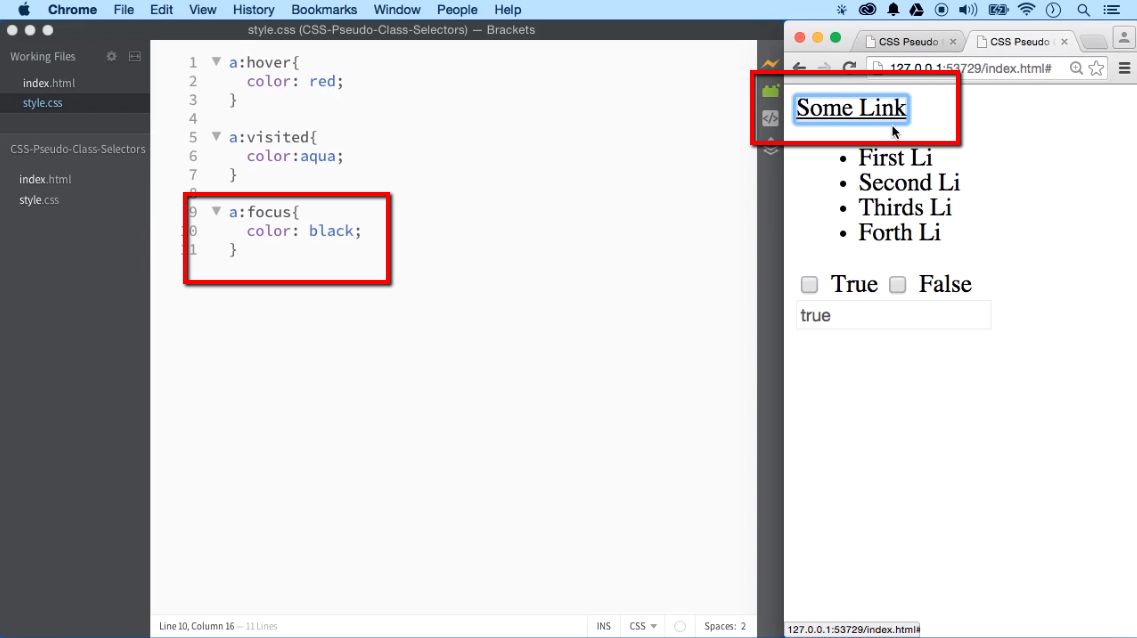 Chrome File Edit View History Bookmarks Window People Help
style.css (CSS-Pseudo-Class-Selectors) — Brackets
Working Files
index.html
style.css
CSS-Pseudo-Class-Selectors
index.html
style.css
1 a:hover{
2 color: red;
3 }
4
5 a:visited{
6 color:aqua;
7 }
8
9 a:focus{
10 color: black;
11 }
Line 10, Column 16 — 11 Lines
INS CSS Spaces: 2
CSS Pseudo
CSS Pseudo
127.0.0.1:53729/index.html#
Some Link
First Li
Second Li
Thirds Li
Forth Li
True False
true
127.0.0.1:53729/index.html#